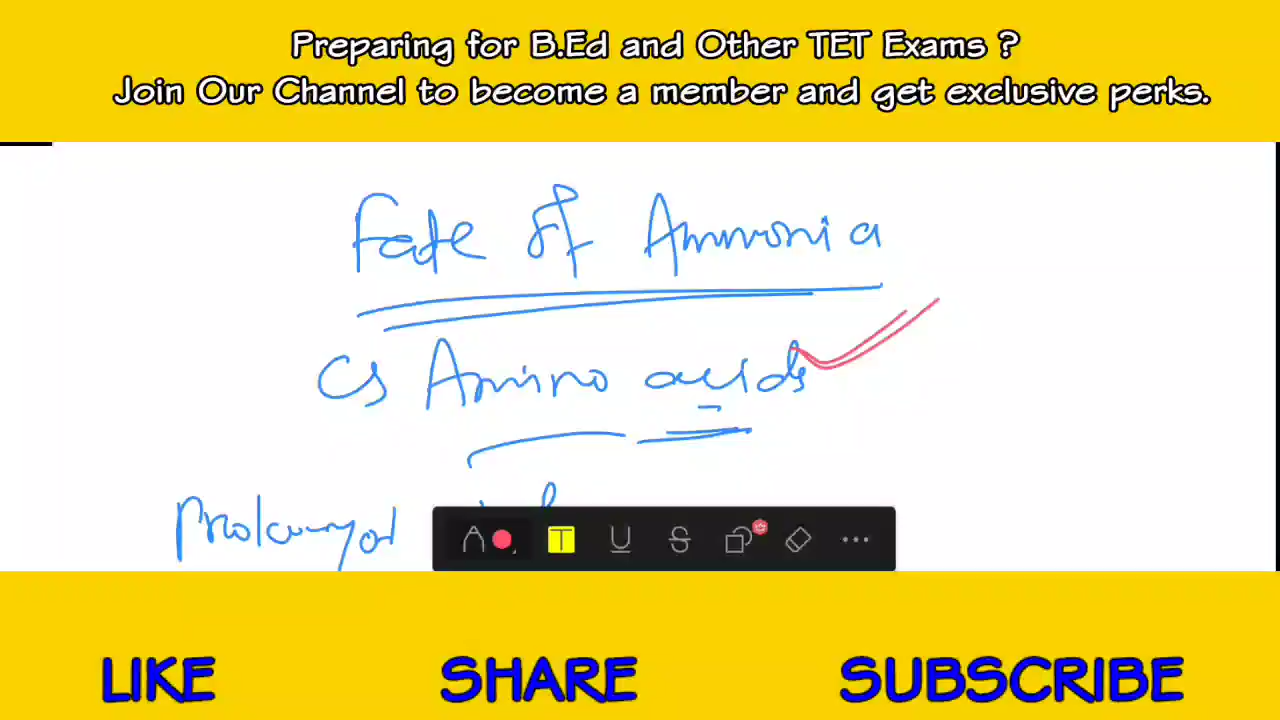 Preparing for B.Ed and Other TET Exams ?
Join Our Channel to become a member and get exclusive perks.
Fate of Ammonia
Amino acids
LIKE SHARE SUBSCRIBE